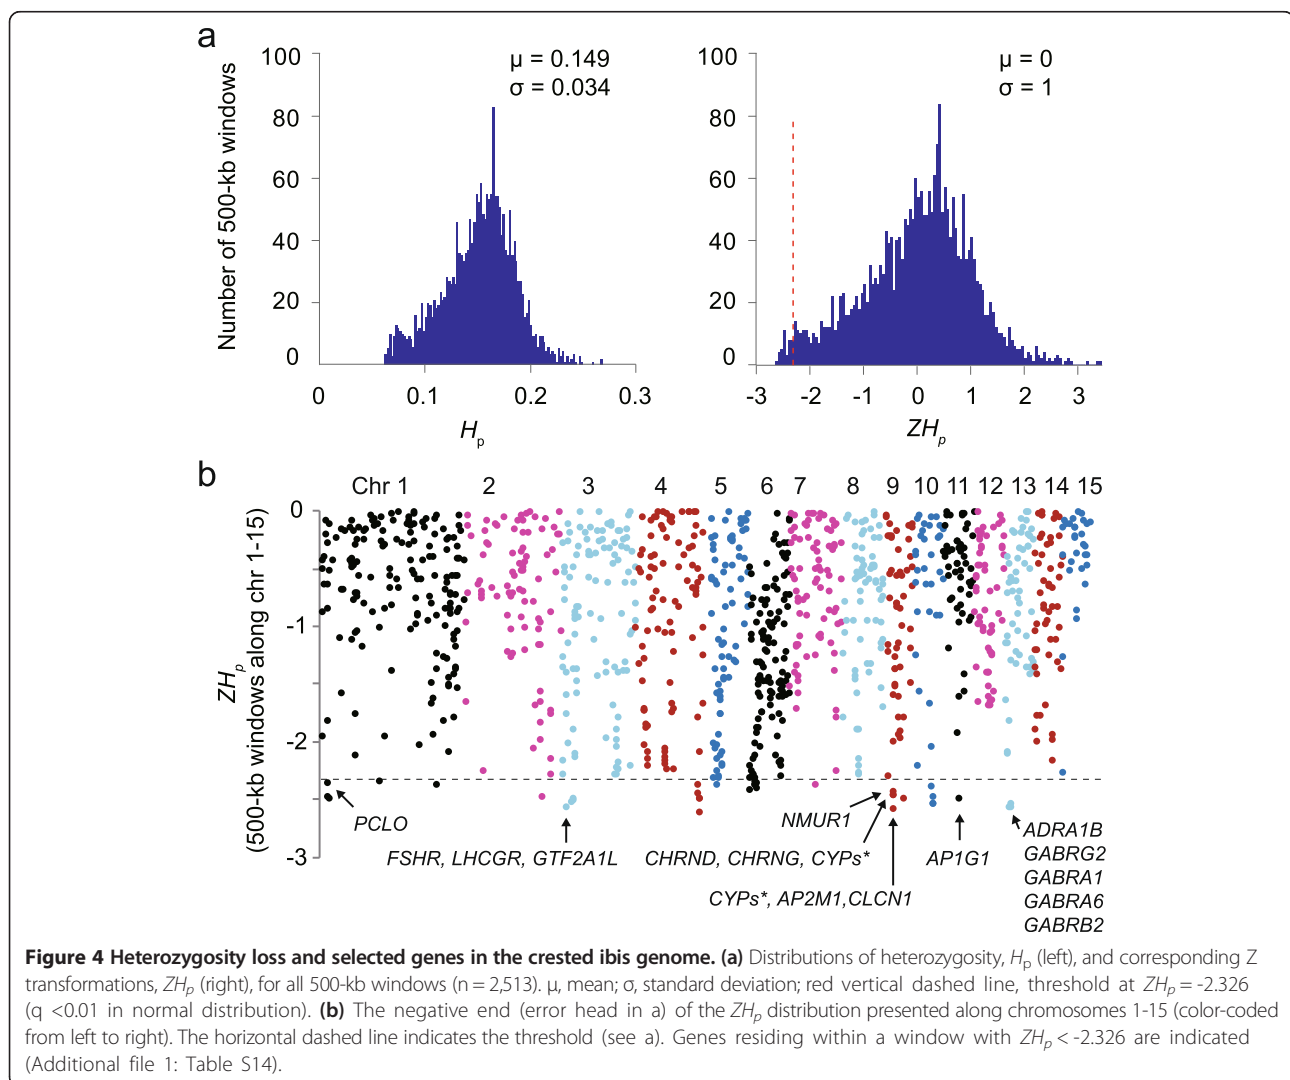 a
100
80
60
40
20
0
Number of 500-kb windows
µ = 0.149
σ = 0.034
0
0.1
0.2
0.3
Hp
100
80
60
40
20
0
µ = 0
σ = 1
-3
-2
-1
0
1
2
3
ZHp
b
Chr 1 2 3 4 5 6 7 8 9 10 11 12 13 14 15
0
-1
-2
-3
ZHp
(500-kb windows along chr 1-15)
PCLO
FSHR, LHCGR, GTF2A1L
NMUR1
CHRND, CHRNG, CYPs*
CYPs*, AP2M1,CLCN1
AP1G1
ADRA1B
GABRG2
GABRA1
GABRA6
GABRB2
Figure 4 Heterozygosity loss and selected genes in the crested ibis genome. (a) Distributions of heterozygosity, Hp (left), and corresponding Z
transformations, ZHp (right), for all 500-kb windows (n = 2,513). µ, mean; σ, standard deviation; red vertical dashed line, threshold at ZHp = -2.326
(q <0.01 in normal distribution). (b) The negative end (error head in a) of the ZHp distribution presented along chromosomes 1-15 (color-coded
from left to right). The horizontal dashed line indicates the threshold (see a). Genes residing within a window with ZHp < -2.326 are indicated
(Additional file 1: Table S14).